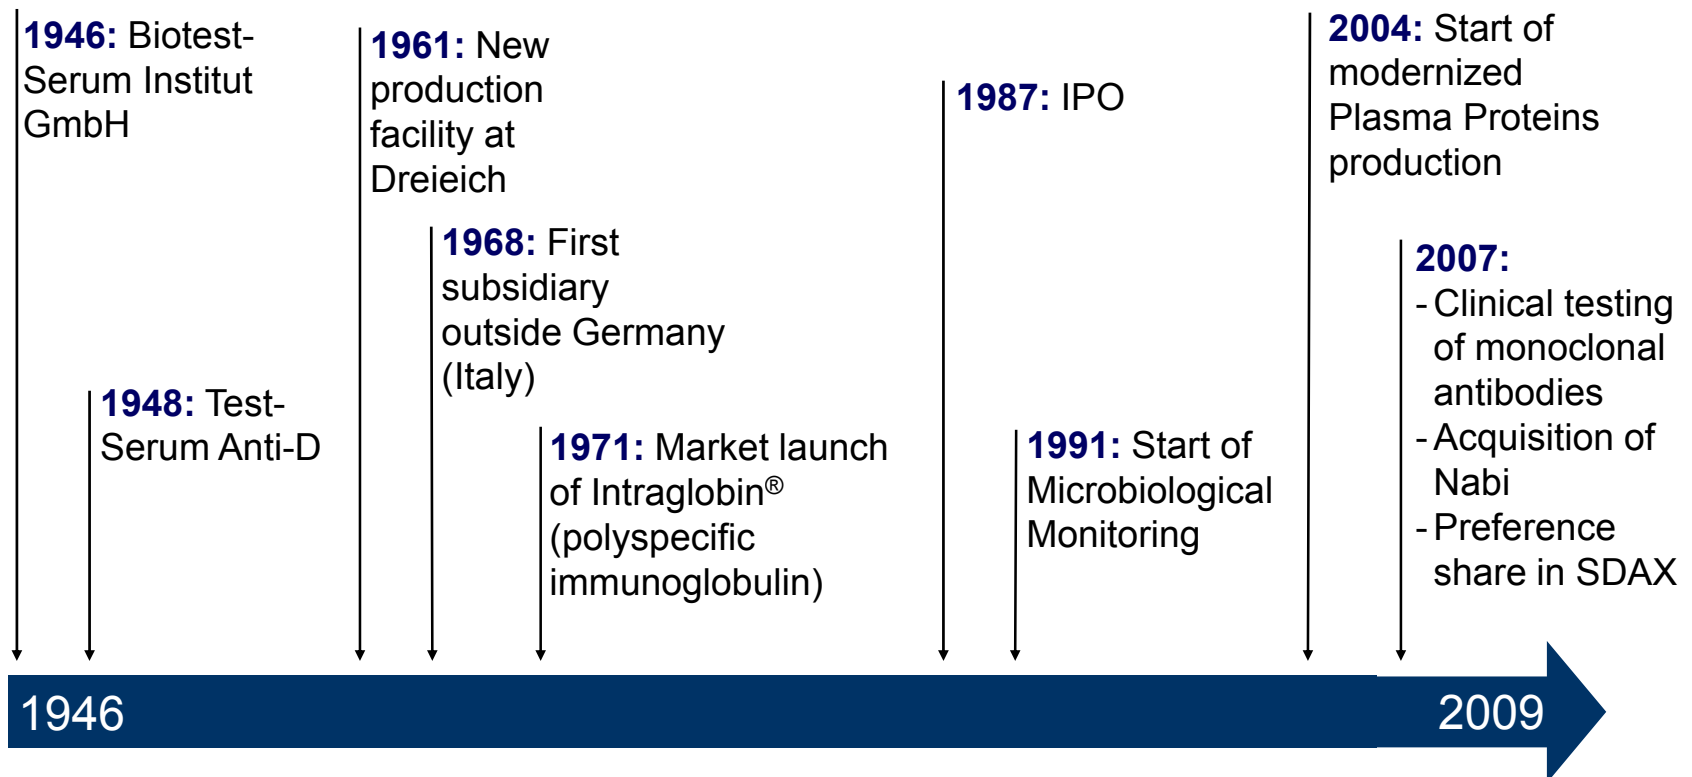 1946: Biotest-
Serum Institut
GmbH
1948: Test-
Serum Anti-D
1961: New
production
facility at
Dreieich
1968: First
subsidiary
outside Germany
(Italy)
1971: Market launch
of Intraglobin®
(polyspecific
immunoglobulin)
1987: IPO
1991: Start of
Microbiological
Monitoring
2004: Start of
modernized
Plasma Proteins
production
2007:
- Clinical testing
of monoclonal
antibodies
- Acquisition of
Nabi
- Preference
share in SDAX
1946
2009